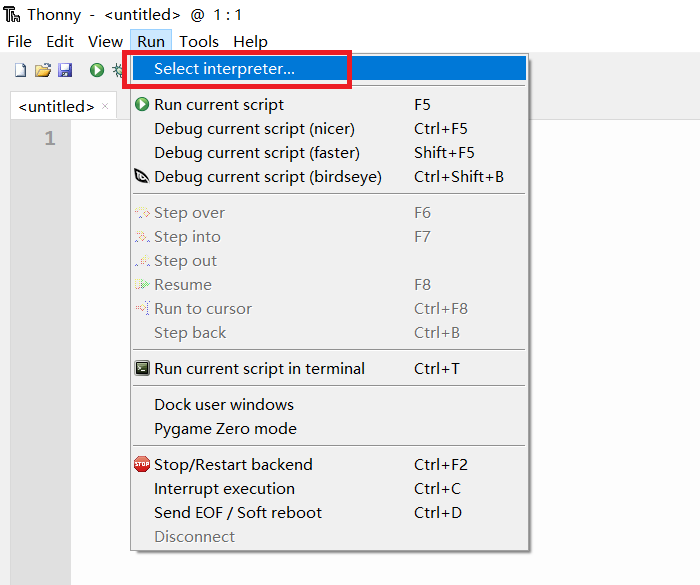 Thonny - <untitled> @ 1 : 1
File Edit View Run Tools Help
Select interpreter...
<untitled> ×
Run current script F5
1
Debug current script (nicer) Ctrl+F5
Debug current script (faster) Shift+F5
Debug current script (birdseye) Ctrl+Shift+B
Step over F6
Step into F7
Step out
Resume F8
Run to cursor Ctrl+F8
Step back Ctrl+B
Run current script in terminal Ctrl+T
Dock user windows
Pygame Zero mode
STOP Stop/Restart backend Ctrl+F2
Interrupt execution Ctrl+C
Send EOF / Soft reboot Ctrl+D
Disconnect